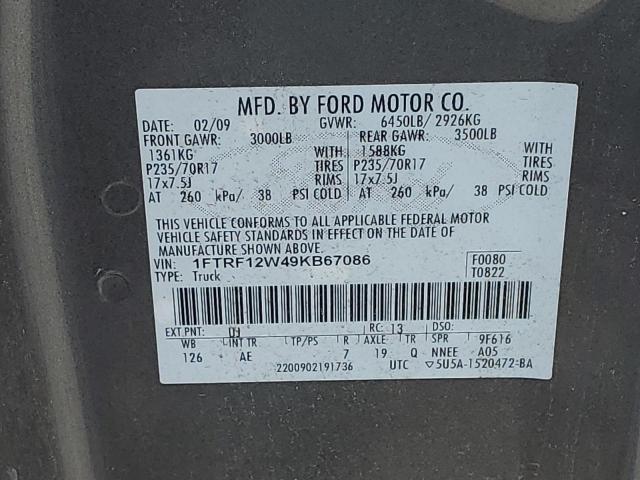 MFD. BY FORD MOTOR CO.
DATE: 02/09 GVWR: 6450LB/ 2926KG
FRONT GAWR: 3000LB REAR GAWR: 3500LB
1361KG WITH 1588KG WITH
P235/70R17 TIRES P235/70R17 TIRES
17x7.5J RIMS 17x7.5J RIMS
AT 260 kPa/ 38 PSI COLD AT 260 kPa/ 38 PSI COLD
THIS VEHICLE CONFORMS TO ALL APPLICABLE FEDERAL MOTOR
VEHICLE SAFETY STANDARDS IN EFFECT ON THE DATE OF
MANUFACTURE SHOWN ABOVE.
VIN: 1FTRF12W49KB67086 F0080
TYPE: Truck T0822
EXT PNT: UJ RC: 13 DSO:
WB INT TR TP/PS R AXLE TR SPR 9F616
126 AE 7 19 Q NNEE A05
2200902191736 UTC ▽5U5A-1520472-BA